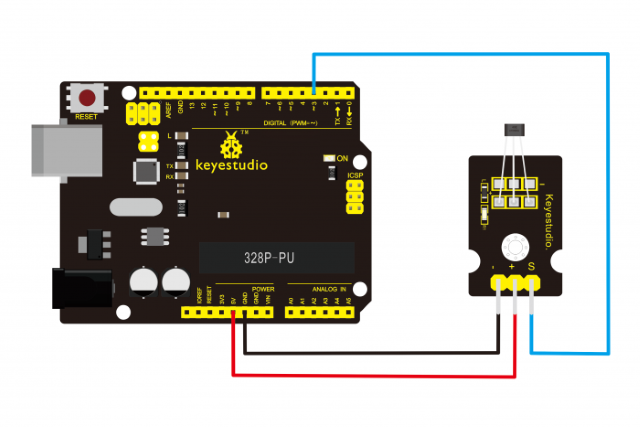 RESET
AREF
GND
13
12
~11
~10
~9
8
7
~6
~5
4
~3
2
TX→1
RX←0
DIGITAL (PWM~)
L
TX
RX
TM
keyestudio
ON
ICSP
328P-PU
POWER
ANALOG IN
IOREF
RESET
3V3
5V
GND
GND
VIN
A0
A1
A2
A3
A4
A5
Keyestudio.
-
+
S